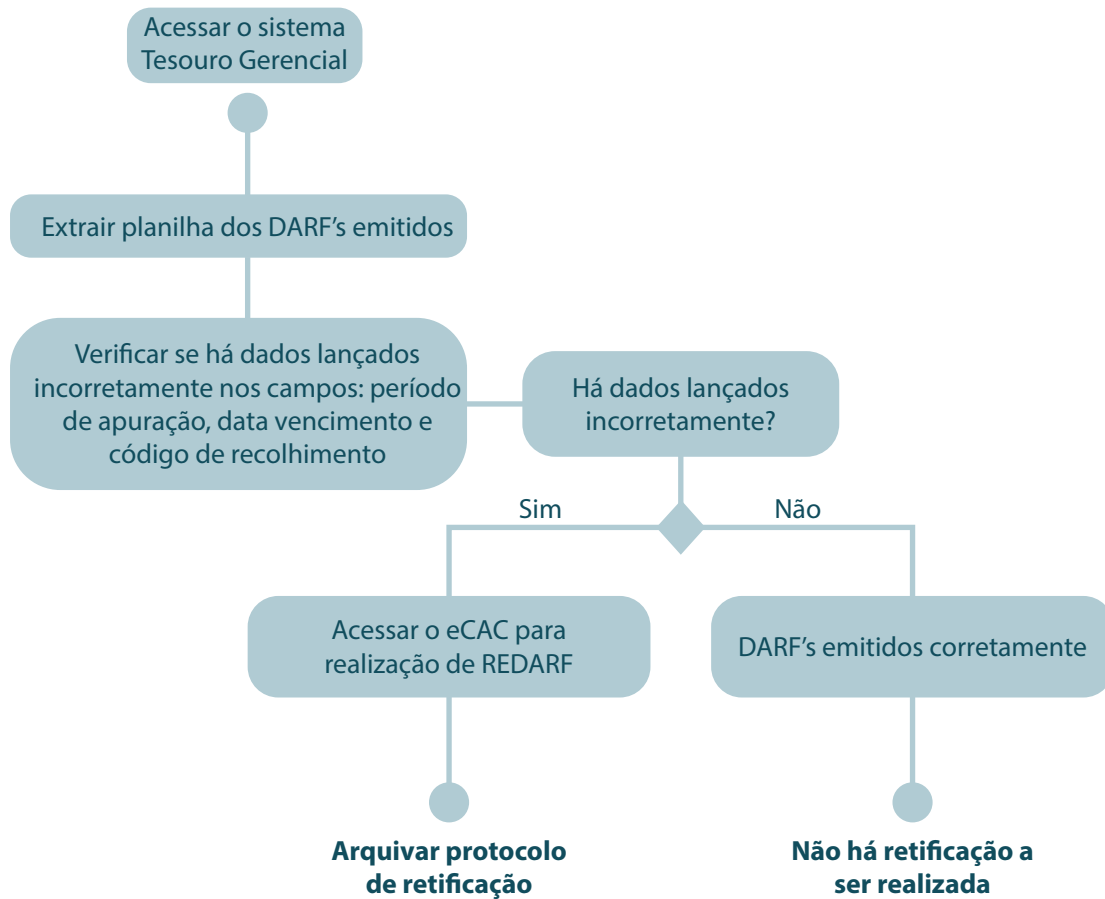 Acessar o sistema
Tesouro Gerencial
Extrair planilha dos DARF's emitidos
Verificar se há dados lançados
incorretamente nos campos: período
de apuração, data vencimento e
código de recolhimento
Há dados lançados
incorretamente?
Sim
Não
Acessar o eCAC para
realização de REDARF
DARF's emitidos corretamente
Arquivar protocolo
de retificação
Não há retificação a
ser realizada